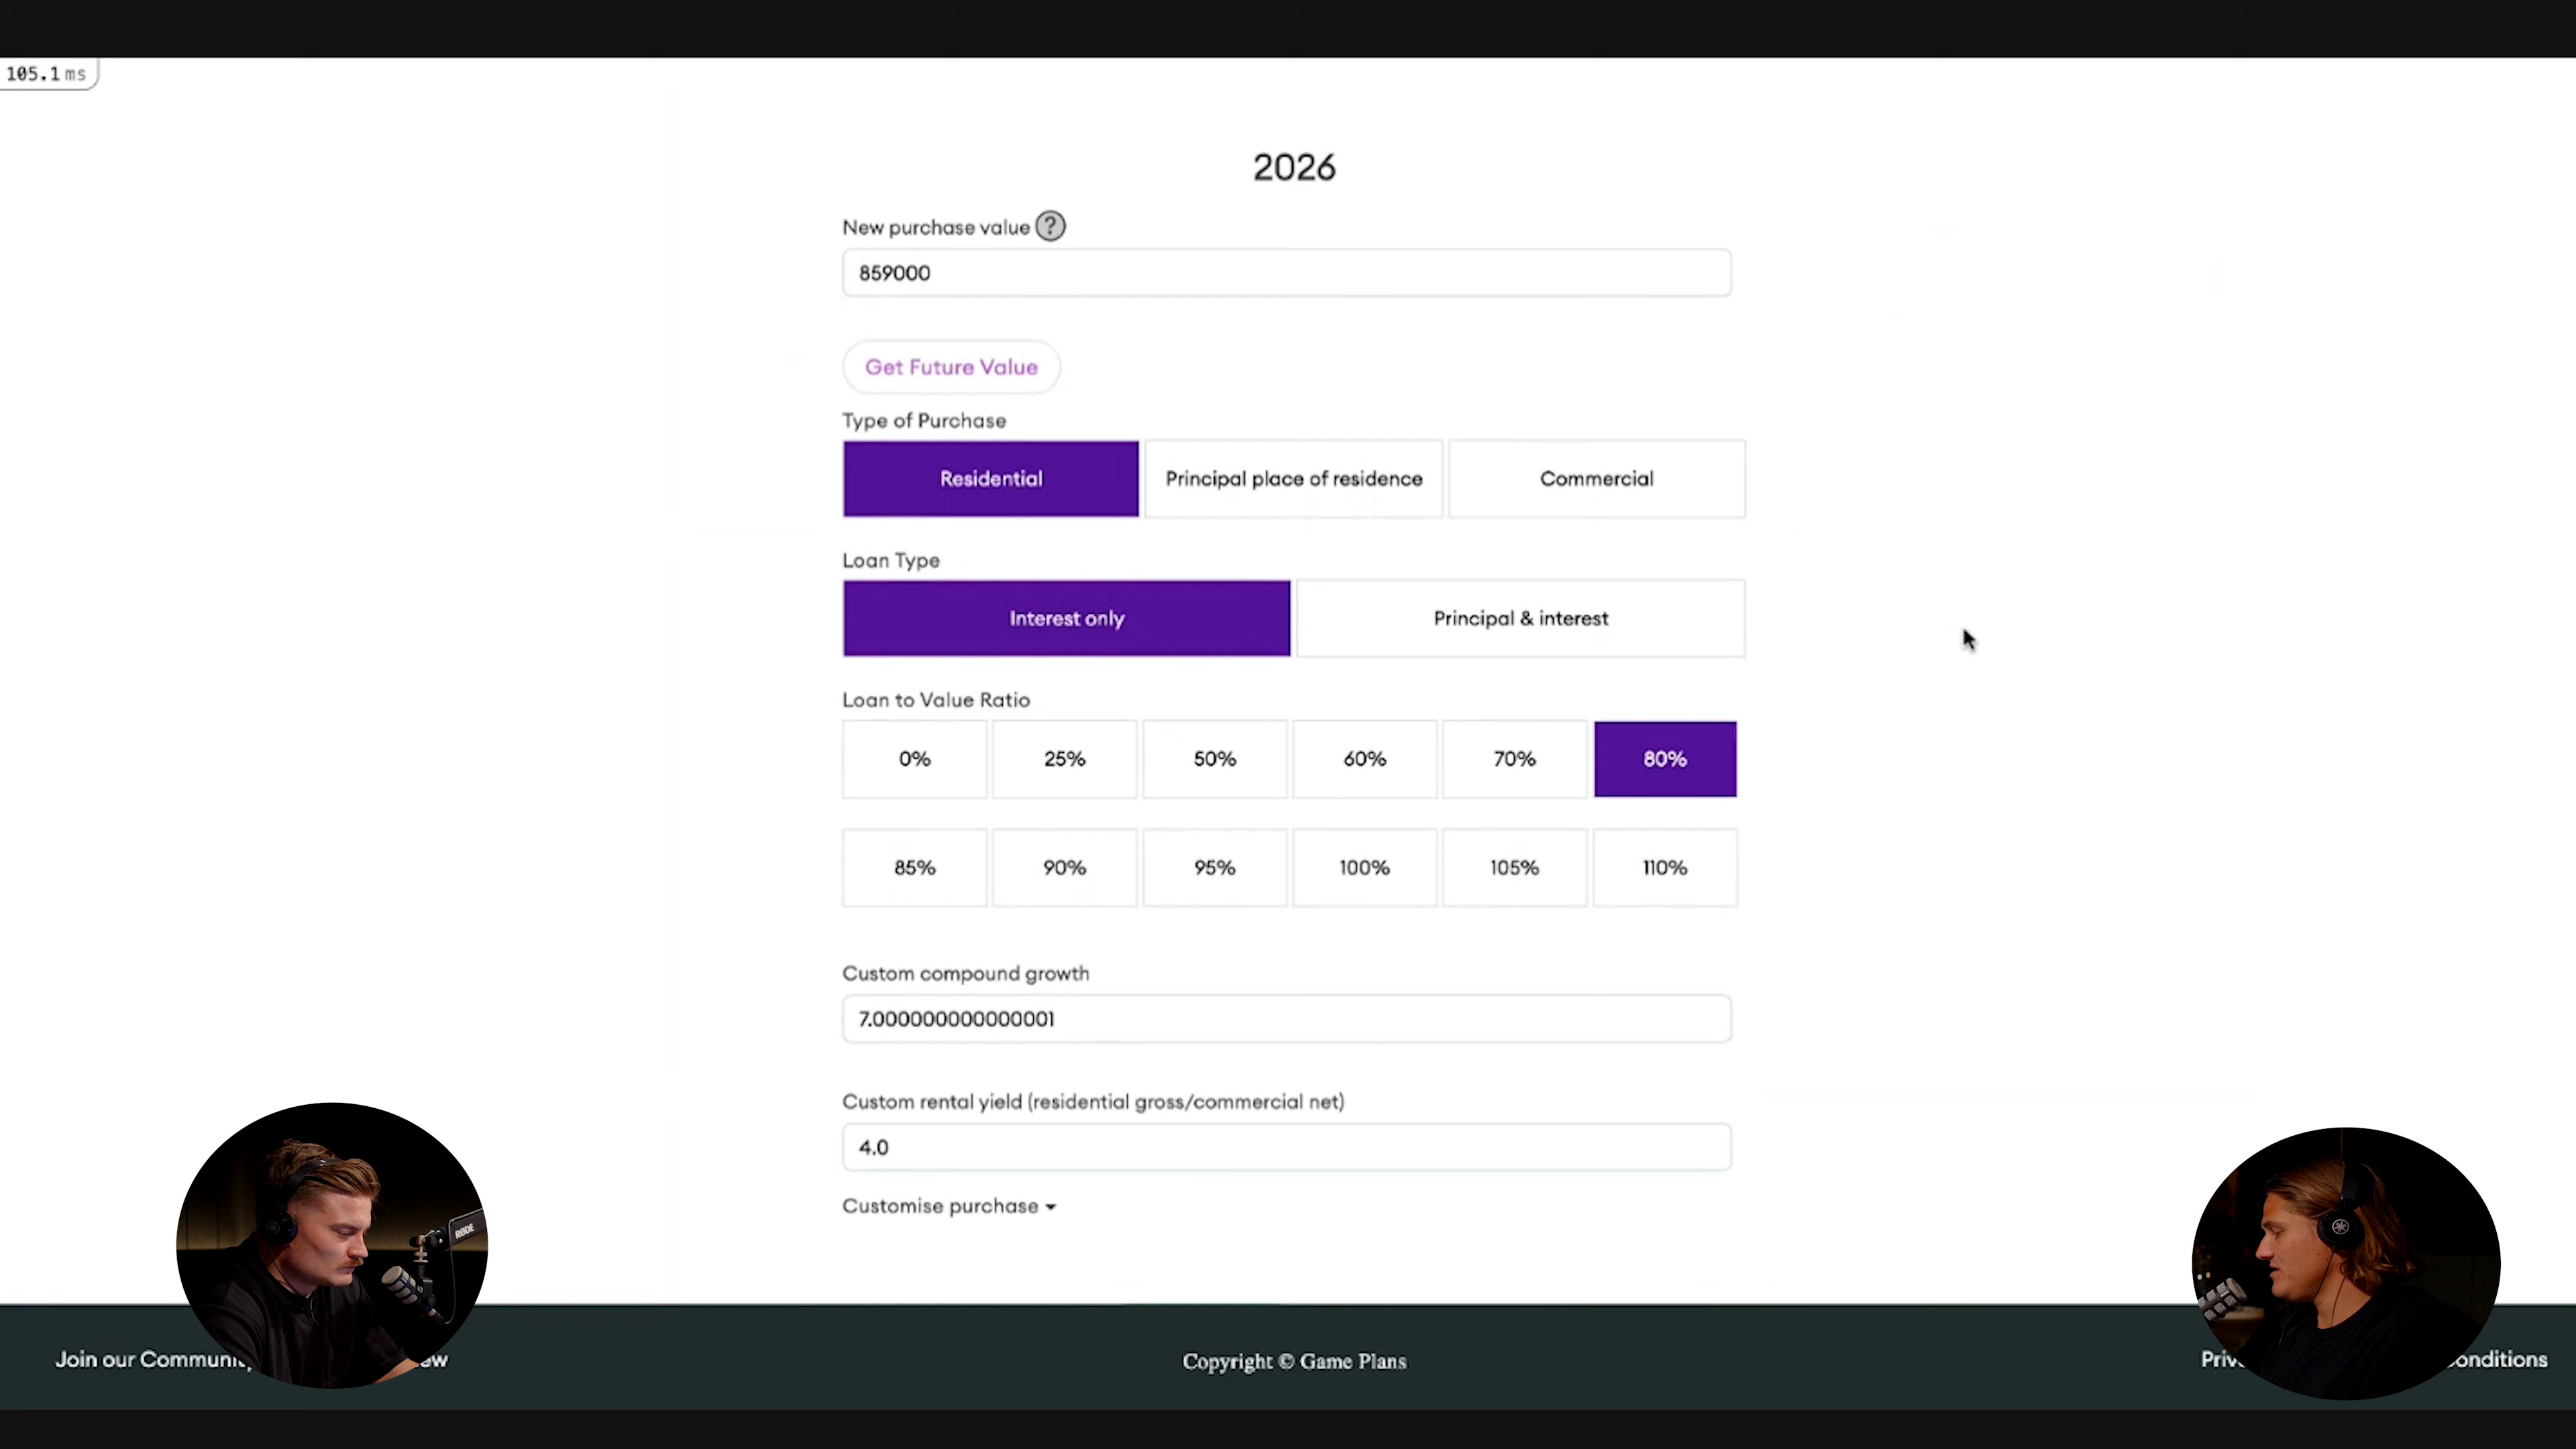 105.1 ms
2026
New purchase value ?
859000
Get Future Value
Type of Purchase
Residential
Principal place of residence
Commercial
Loan Type
Interest only
Principal & interest
Loan to Value Ratio
0%
25%
50%
60%
70%
80%
85%
90%
95%
100%
105%
110%
Custom compound growth
7.000000000000001
Custom rental yield (residential gross/commercial net)
4.0
Customise purchase
RØDE
Join our
Copyright © Game Plans